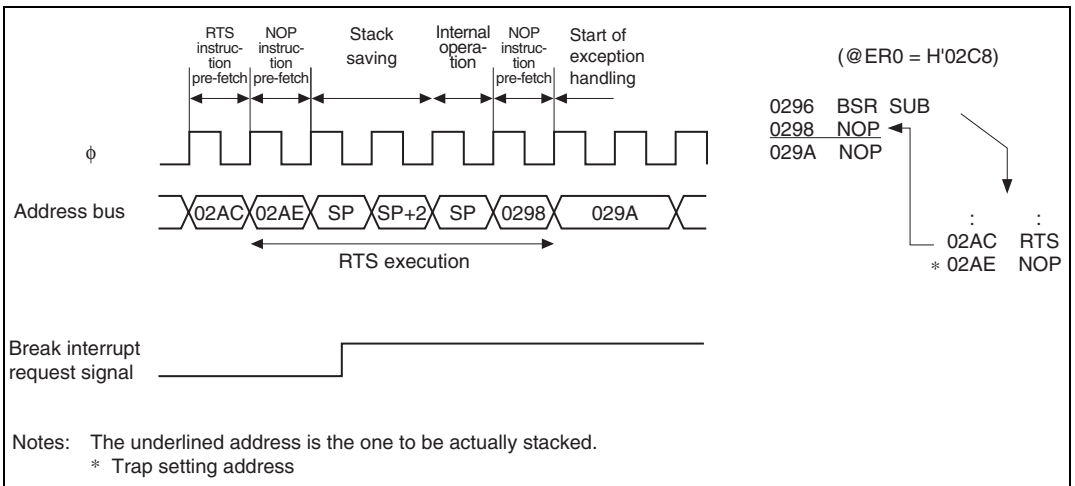 RTS instruc- tion pre-fetch
NOP instruc- tion pre-fetch
Stack saving
Internal opera- tion
NOP instruc- tion pre-fetch
Start of exception handling
(@ER0 = H'02C8)
0296 BSR SUB
0298 NOP
029A NOP
: :
02AC RTS
* 02AE NOP
φ
Address bus
02AC 02AE SP SP+2 SP 0298 029A
RTS execution
Break interrupt
request signal
Notes: The underlined address is the one to be actually stacked.
* Trap setting address